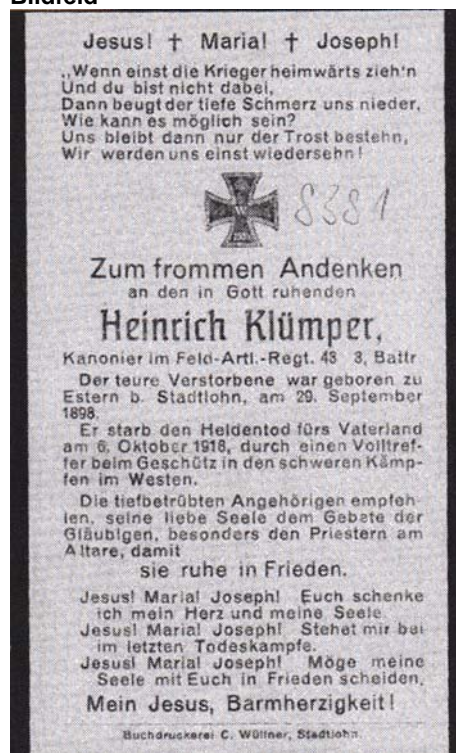 Bildfeld
Jesus! † Maria! † Joseph!
„Wenn einst die Krieger heimwärts zieh'n
Und du bist nicht dabei,
Dann beugt der tiefe Schmerz uns nieder,
Wie kann es möglich sein?
Uns bleibt dann nur der Trost bestehn,
Wir werden uns einst wiedersehn!
8381
Zum frommen Andenken
an den in Gott ruhenden
Heinrich Klümper,
Kanonier im Feld-Artl.-Regt. 43 3, Battr
Der teure Verstorbene war geboren zu
Estern b. Stadtlohn, am 29. September
1898.
Er starb den Heldentod fürs Vaterland
am 6. Oktober 1918, durch einen Volltref-
fer beim Geschütz in den schweren Kämp-
fen im Westen.
Die tiefbetrübten Angehörigen empfeh-
len, seine liebe Seele dem Gebete der
Gläubigen, besonders den Priestern am
Altare, damit
sie ruhe in Frieden.
Jesus! Maria! Joseph! Euch schenke
ich mein Herz und meine Seele.
Jesus! Maria! Joseph! Stehet mir bei
im letzten Todeskampfe.
Jesus! Maria! Joseph! Möge meine
Seele mit Euch in Frieden scheiden.
Mein Jesus, Barmherzigkeit!
Buchdruckerei C. Wüllner, Stadtlohn.